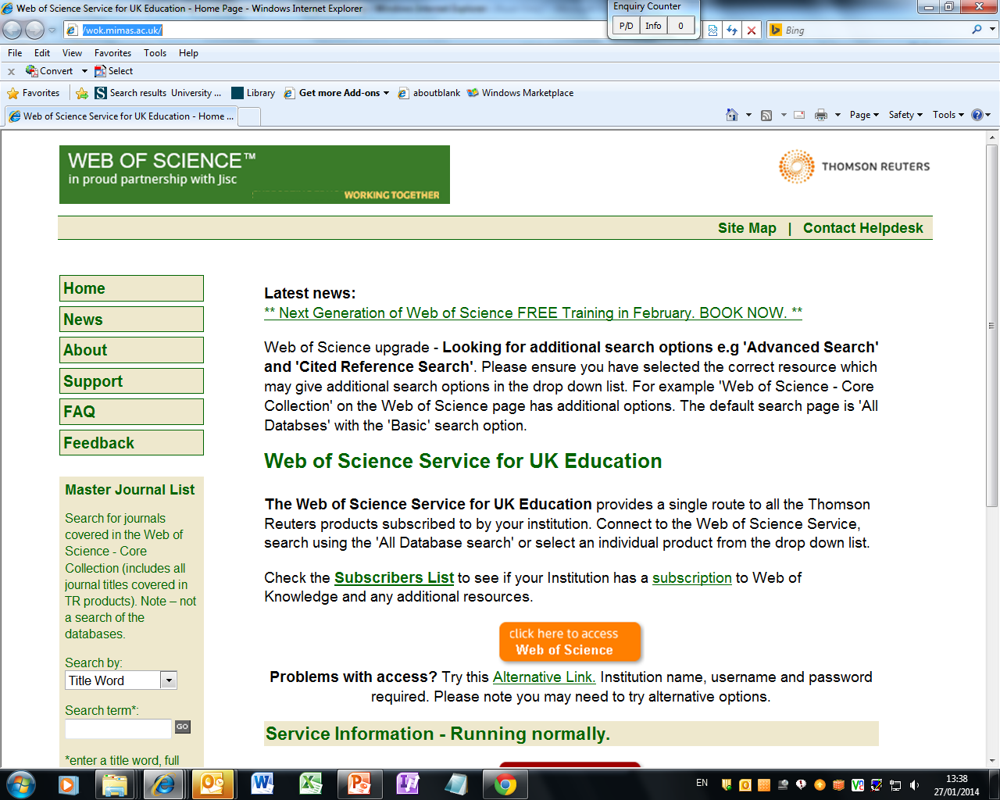 Web of Science Service for UK Education - Home Page - Windows Internet Explorer
Enquiry Counter
P/D Info 0
/wok.mimas.ac.uk/
Bing
File Edit View Favorites Tools Help
x Convert Select
Favorites Search results University ... Library Get more Add-ons aboutblank Windows Marketplace
Web of Science Service for UK Education - Home ...
Page Safety Tools
WEB OF SCIENCE™
in proud partnership with Jisc
WORKING TOGETHER
THOMSON REUTERS
Site Map | Contact Helpdesk
Home
News
About
Support
FAQ
Feedback
Master Journal List
Search for journals
covered in the Web of
Science - Core
Collection (includes all
journal titles covered in
TR products). Note – not
a search of the
databases.
Search by:
Title Word
Search term*:
GO
*enter a title word, full
Latest news:
** Next Generation of Web of Science FREE Training in February. BOOK NOW. **
Web of Science upgrade - Looking for additional search options e.g 'Advanced Search'
and 'Cited Reference Search'. Please ensure you have selected the correct resource which
may give additional search options in the drop down list. For example 'Web of Science - Core
Collection' on the Web of Science page has additional options. The default search page is 'All
Databses' with the 'Basic' search option.
Web of Science Service for UK Education
The Web of Science Service for UK Education provides a single route to all the Thomson
Reuters products subscribed to by your institution. Connect to the Web of Science Service,
search using the 'All Database search' or select an individual product from the drop down list.
Check the Subscribers List to see if your Institution has a subscription to Web of
Knowledge and any additional resources.
click here to access
Web of Science
Problems with access? Try this Alternative Link. Institution name, username and password
required. Please note you may need to try alternative options.
Service Information - Running normally.
EN
13:38
27/01/2014